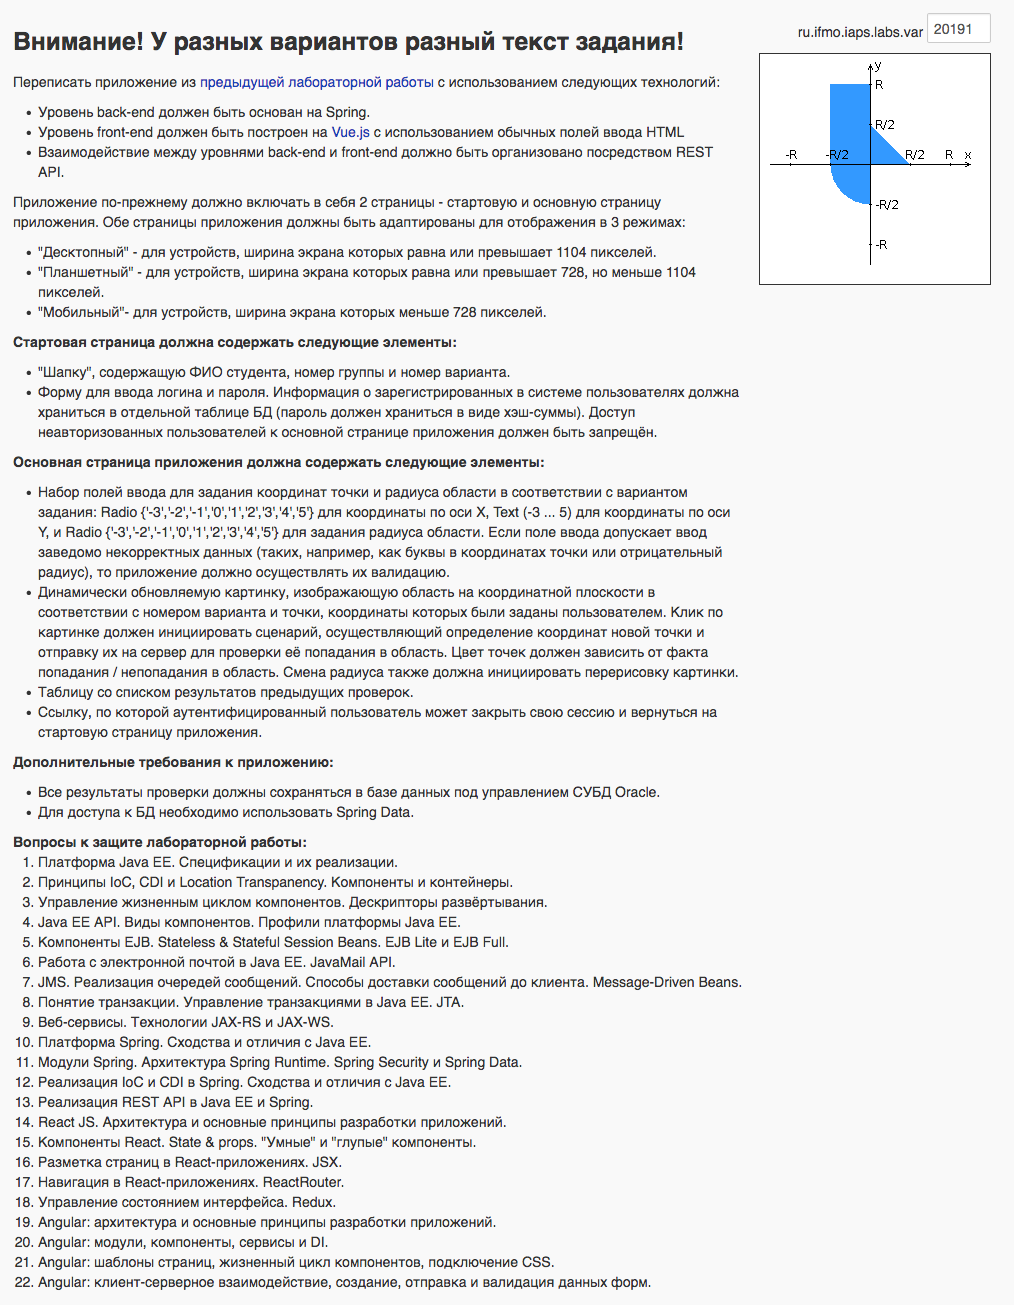 Внимание! У разных вариантов разный текст задания!
ru.ifmo.iaps.labs.var 20191
Переписать приложение из предыдущей лабораторной работы с использованием следующих технологий:
• Уровень back-end должен быть основан на Spring.
• Уровень front-end должен быть построен на Vue.js с использованием обычных полей ввода HTML
• Взаимодействие между уровнями back-end и front-end должно быть организовано посредством REST
API.
Приложение по-прежнему должно включать в себя 2 страницы - стартовую и основную страницу
приложения. Обе страницы приложения должны быть адаптированы для отображения в 3 режимах:
• "Десктопный" - для устройств, ширина экрана которых равна или превышает 1104 пикселей.
• "Планшетный" - для устройств, ширина экрана которых равна или превышает 728, но меньше 1104
пикселей.
• "Мобильный"- для устройств, ширина экрана которых меньше 728 пикселей.
y
R
R/2
-R
-R/2
R/2
R
x
-R/2
-R
Стартовая страница должна содержать следующие элементы:
• "Шапку", содержащую ФИО студента, номер группы и номер варианта.
• Форму для ввода логина и пароля. Информация о зарегистрированных в системе пользователях должна
храниться в отдельной таблице БД (пароль должен храниться в виде хэш-суммы). Доступ
неавторизованных пользователей к основной странице приложения должен быть запрещён.
Основная страница приложения должна содержать следующие элементы:
• Набор полей ввода для задания координат точки и радиуса области в соответствии с вариантом
задания: Radio {'-3','-2','-1','0','1','2','3','4','5'} для координаты по оси X, Text (-3 ... 5) для координаты по оси
Y, и Radio {'-3','-2','-1','0','1','2','3','4','5'} для задания радиуса области. Если поле ввода допускает ввод
заведомо некорректных данных (таких, например, как буквы в координатах точки или отрицательный
радиус), то приложение должно осуществлять их валидацию.
• Динамически обновляемую картинку, изображающую область на координатной плоскости в
соответствии с номером варианта и точки, координаты которых были заданы пользователем. Клик по
картинке должен инициировать сценарий, осуществляющий определение координат новой точки и
отправку их на сервер для проверки её попадания в область. Цвет точек должен зависить от факта
попадания / непопадания в область. Смена радиуса также должна инициировать перерисовку картинки.
• Таблицу со списком результатов предыдущих проверок.
• Ссылку, по которой аутентифицированный пользователь может закрыть свою сессию и вернуться на
стартовую страницу приложения.
Дополнительные требования к приложению:
• Все результаты проверки должны сохраняться в базе данных под управлением СУБД Oracle.
• Для доступа к БД необходимо использовать Spring Data.
Вопросы к защите лабораторной работы:
1. Платформа Java EE. Спецификации и их реализации.
2. Принципы IoC, CDI и Location Transpanency. Компоненты и контейнеры.
3. Управление жизненным циклом компонентов. Дескрипторы развёртывания.
4. Java EE API. Виды компонентов. Профили платформы Java EE.
5. Компоненты EJB. Stateless & Stateful Session Beans. EJB Lite и EJB Full.
6. Работа с электронной почтой в Java EE. JavaMail API.
7. JMS. Реализация очередей сообщений. Способы доставки сообщений до клиента. Message-Driven Beans.
8. Понятие транзакции. Управление транзакциями в Java EE. JTA.
9. Веб-сервисы. Технологии JAX-RS и JAX-WS.
10. Платформа Spring. Сходства и отличия с Java EE.
11. Модули Spring. Архитектура Spring Runtime. Spring Security и Spring Data.
12. Реализация IoC и CDI в Spring. Сходства и отличия с Java EE.
13. Реализация REST API в Java EE и Spring.
14. React JS. Архитектура и основные принципы разработки приложений.
15. Компоненты React. State & props. "Умные" и "глупые" компоненты.
16. Разметка страниц в React-приложениях. JSX.
17. Навигация в React-приложениях. ReactRouter.
18. Управление состоянием интерфейса. Redux.
19. Angular: архитектура и основные принципы разработки приложений.
20. Angular: модули, компоненты, сервисы и DI.
21. Angular: шаблоны страниц, жизненный цикл компонентов, подключение CSS.
22. Angular: клиент-серверное взаимодействие, создание, отправка и валидация данных форм.